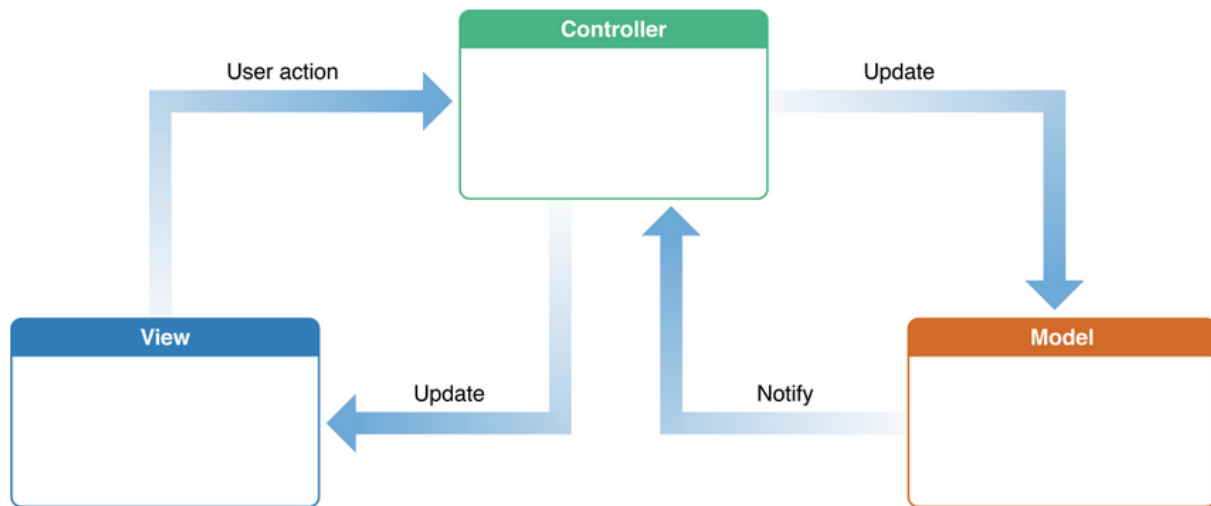 Controller
User action
Update
View
Model
Update
Notify